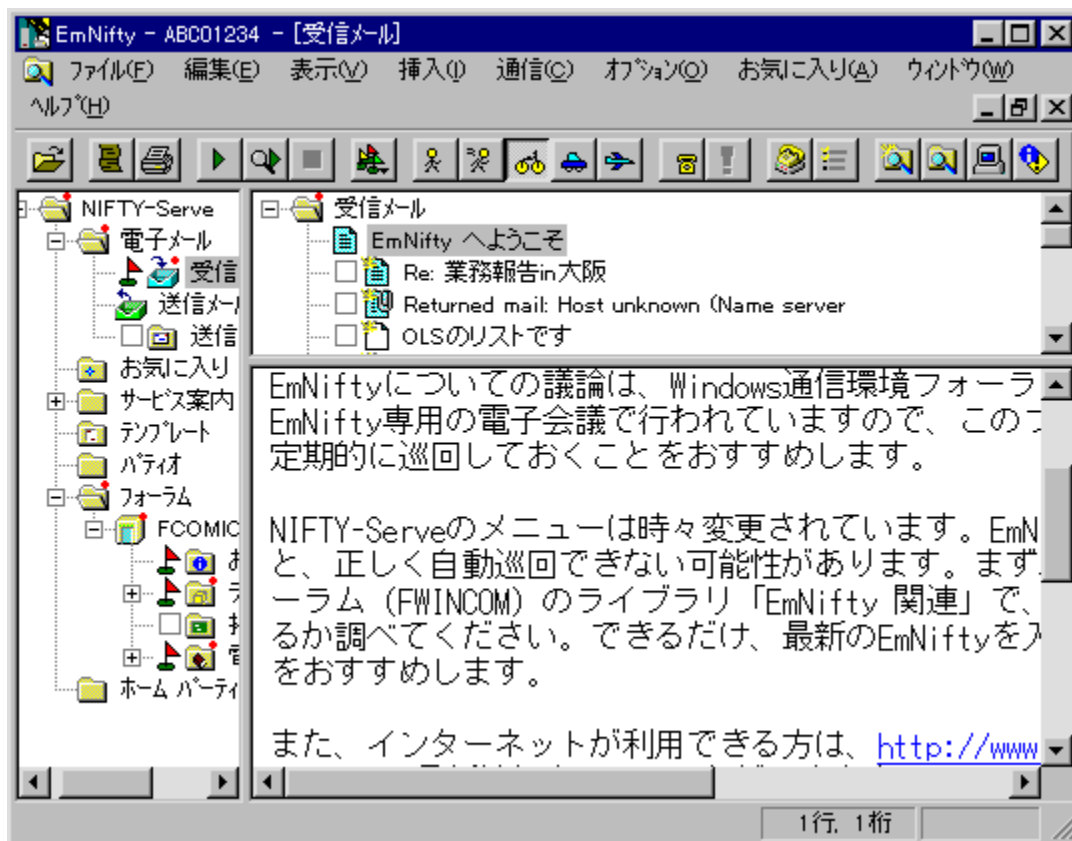 EmNifty - ABC01234 - [受信メール]
ファイル(F) 編集(E) 表示(V) 挿入(I) 通信(C) オプション(O) お気に入り(A) ウィンドウ(W)
ヘルプ(H)
NIFTY-Serve
電子メール
受信
送信メール
送信
お気に入り
サービス案内
テンプレート
パティオ
フォーラム
FCOMIC
お
ホーム パーティ
受信メール
EmNifty へようこそ
Re: 業務報告in大阪
Returned mail: Host unknown (Name server
OLSのリストです
EmNiftyについての議論は、Windows通信環境フォーラ
EmNifty専用の電子会議で行われていますので、この
定期的に巡回しておくことをおすすめします。
NIFTY-Serveのメニューは時々変更されています。EmN
と、正しく自動巡回できない可能性があります。まず
ーラム (FWINCOM) のライブラリ「EmNifty 関連」で、
るか調べてください。できるだけ、最新のEmNiftyを入
をおすすめします。
また、インターネットが利用できる方は、http://www
1行, 1桁